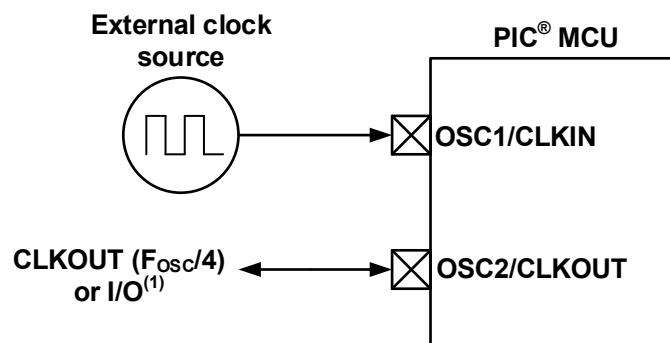 External clock
source
PIC® MCU
OSC1/CLKIN
CLKOUT (FOSC/4)
or I/O(1)
OSC2/CLKOUT